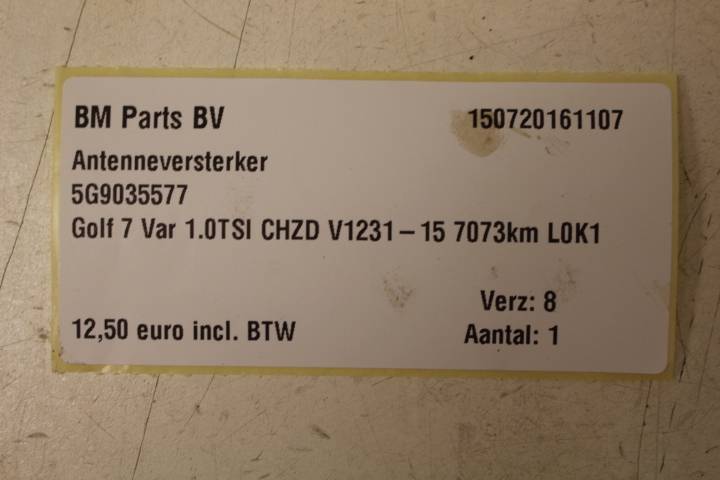 BM Parts BV 150720161107
Antenneversterker
5G9035577
Golf 7 Var 1.0TSI CHZD V1231-15 7073km L0K1
Verz: 8
12,50 euro incl. BTW Aantal: 1